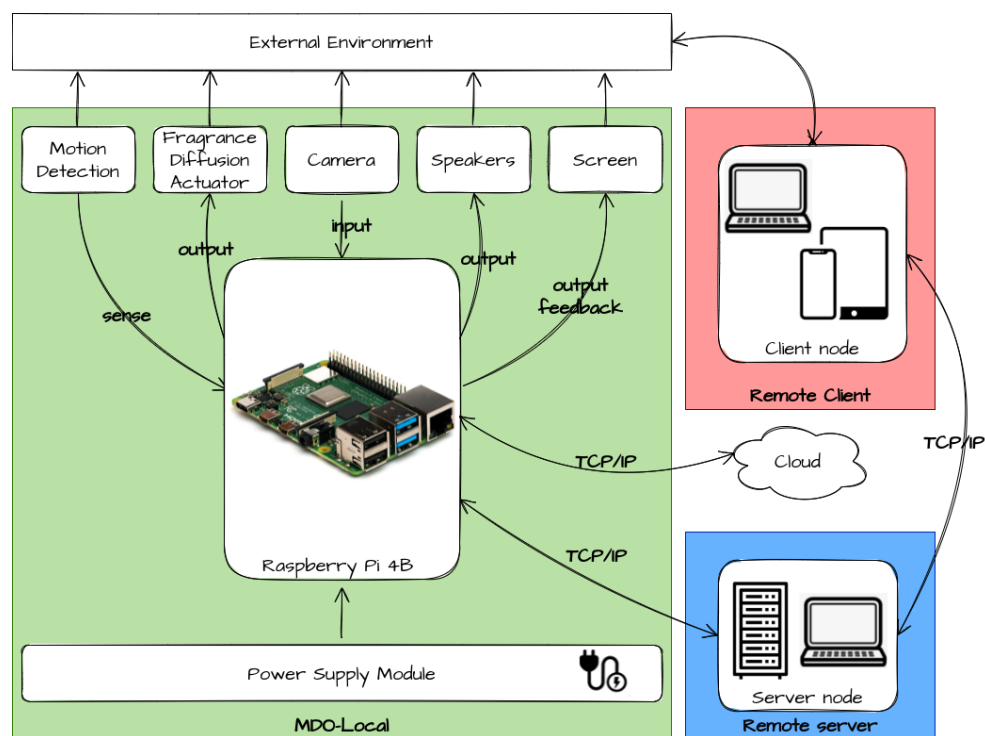 External Environment
Motion
Detection
Fragrance
Diffusion
Actuator
Camera
Speakers
Screen
output
input
output
output
feedback
sense
Client node
Remote Client
TCP/IP
Cloud
TCP/IP
TCP/IP
Raspberry Pi 4B
Power Supply Module
MDO-Local
Server node
Remote server